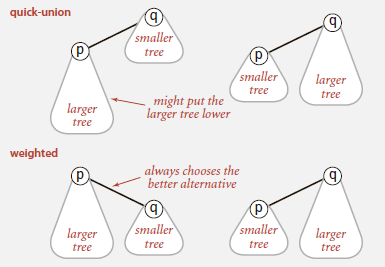 quick-union
p
q
smaller
tree
larger
tree
might put the
larger tree lower
p
q
smaller
tree
larger
tree
weighted
p
q
always chooses the
better alternative
larger
tree
smaller
tree
p
q
smaller
tree
larger
tree